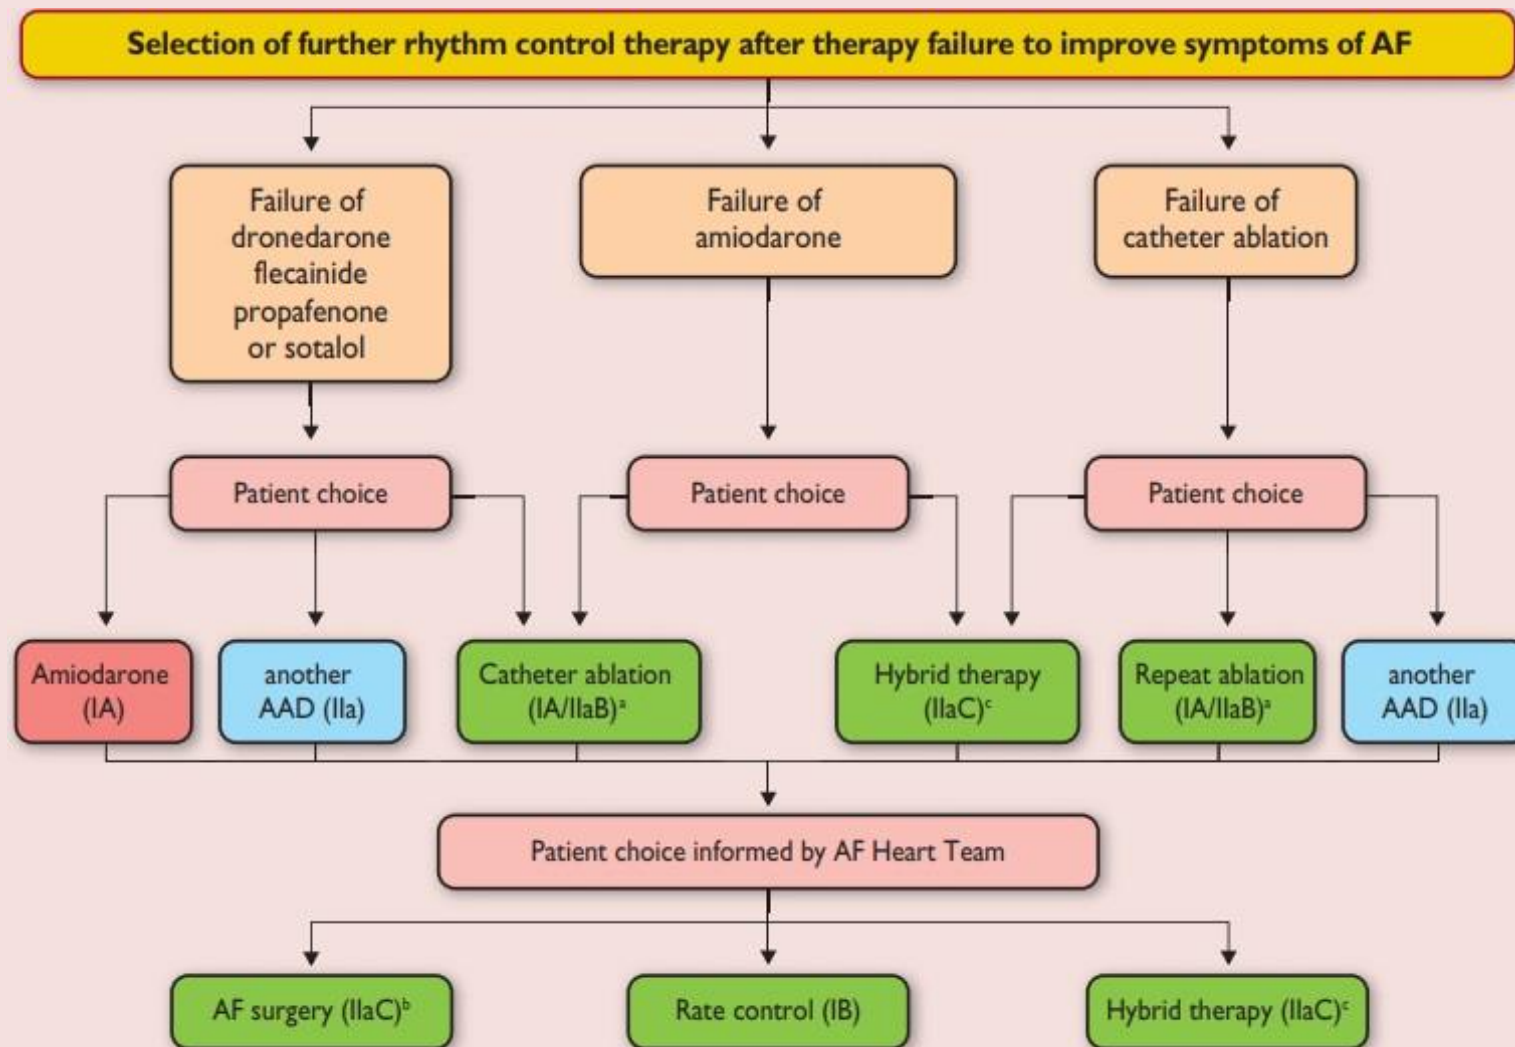 Selection of further rhythm control therapy after therapy failure to improve symptoms of AF
Failure of
dronedarone
flecainide
propafenone
or sotalol
Failure of
amiodarone
Failure of
catheter ablation
Patient choice
Patient choice
Patient choice
Amiodarone
(IA)
another
AAD (IIa)
Catheter ablation
(IA/IIaB)ᵃ
Hybrid therapy
(IIaC)ᶜ
Repeat ablation
(IA/IIaB)ᵃ
another
AAD (IIa)
Patient choice informed by AF Heart Team
AF surgery (IIaC)ᵇ
Rate control (IB)
Hybrid therapy (IIaC)ᶜ